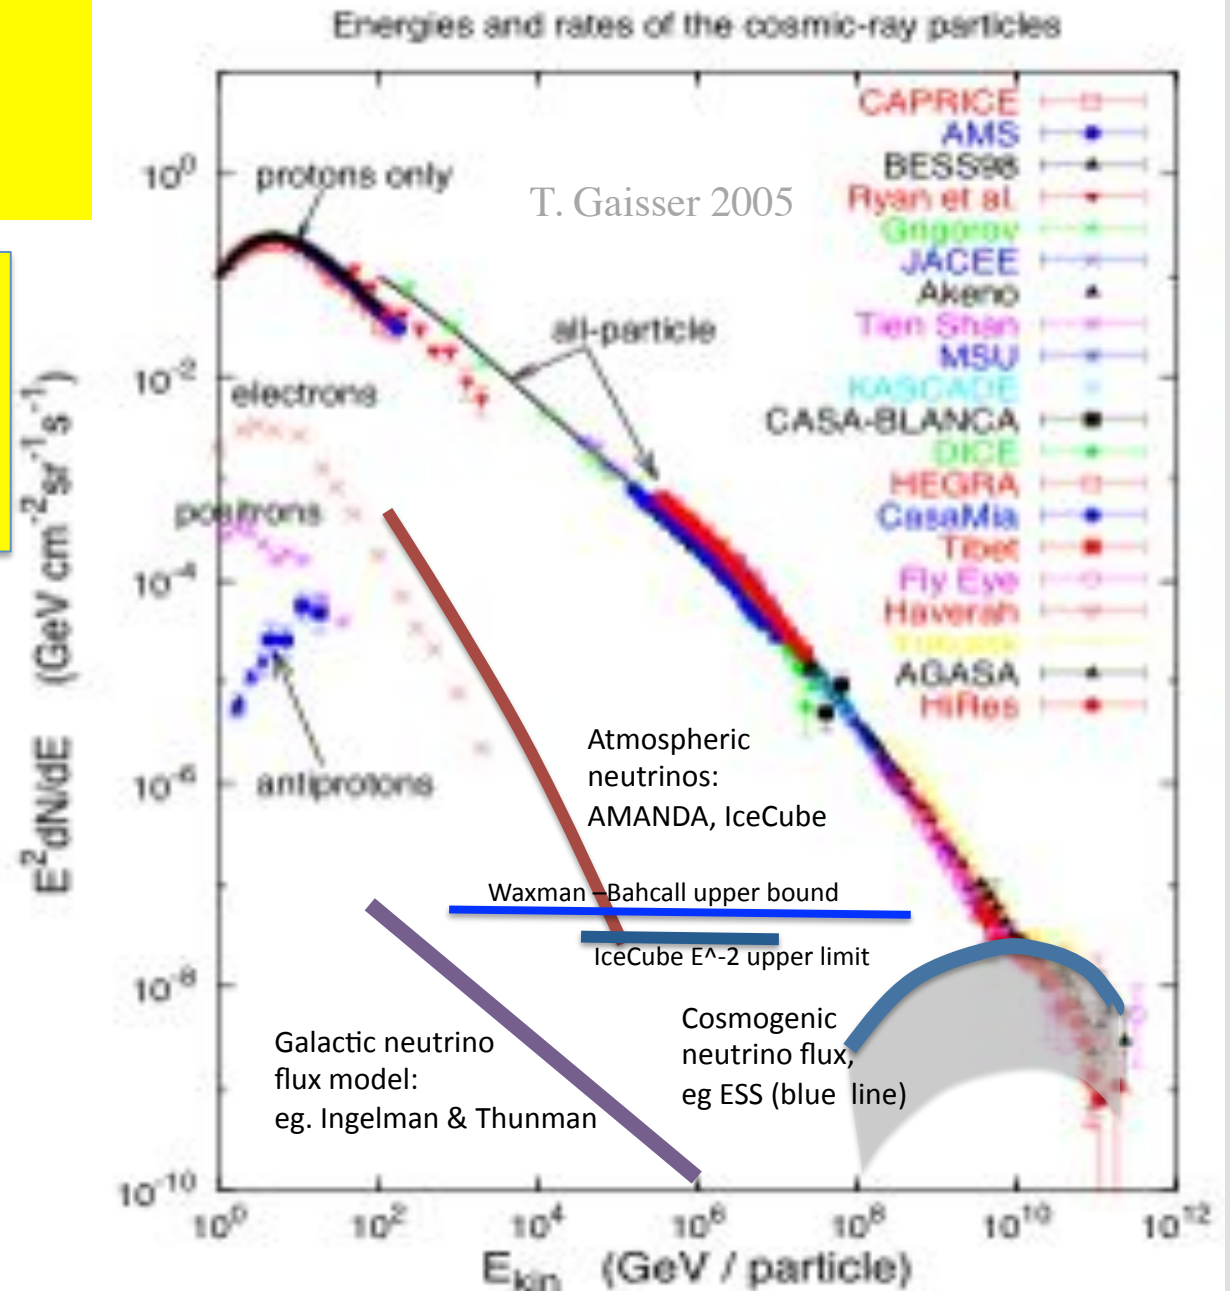 Energies and rates of the cosmic-ray particles
CAPRICE
AMS
BESS98
Ryan et al.
Grigorov
JACEE
Akeno
Tien Shan
MSU
KASCADE
CASA-BLANCA
DICE
HEGRA
CasaMia
Tibet
Fly Eye
Haverah
AGASA
HiRes
protons only
T. Gaisser 2005
all-particle
electrons
positrons
antiprotons
Atmospheric
neutrinos:
AMANDA, IceCube
Waxman –Bahcall upper bound
IceCube E^-2 upper limit
Galactic neutrino
flux model:
eg. Ingelman & Thunman
Cosmogenic
neutrino flux,
eg ESS (blue line)
E²dN/dE (GeV cm⁻²sr⁻¹s⁻¹)
10⁰
10⁻²
10⁻⁴
10⁻⁶
10⁻⁸
10⁻¹⁰
10⁰ 10² 10⁴ 10⁶ 10⁸ 10¹⁰ 10¹²
E_kin (GeV / particle)